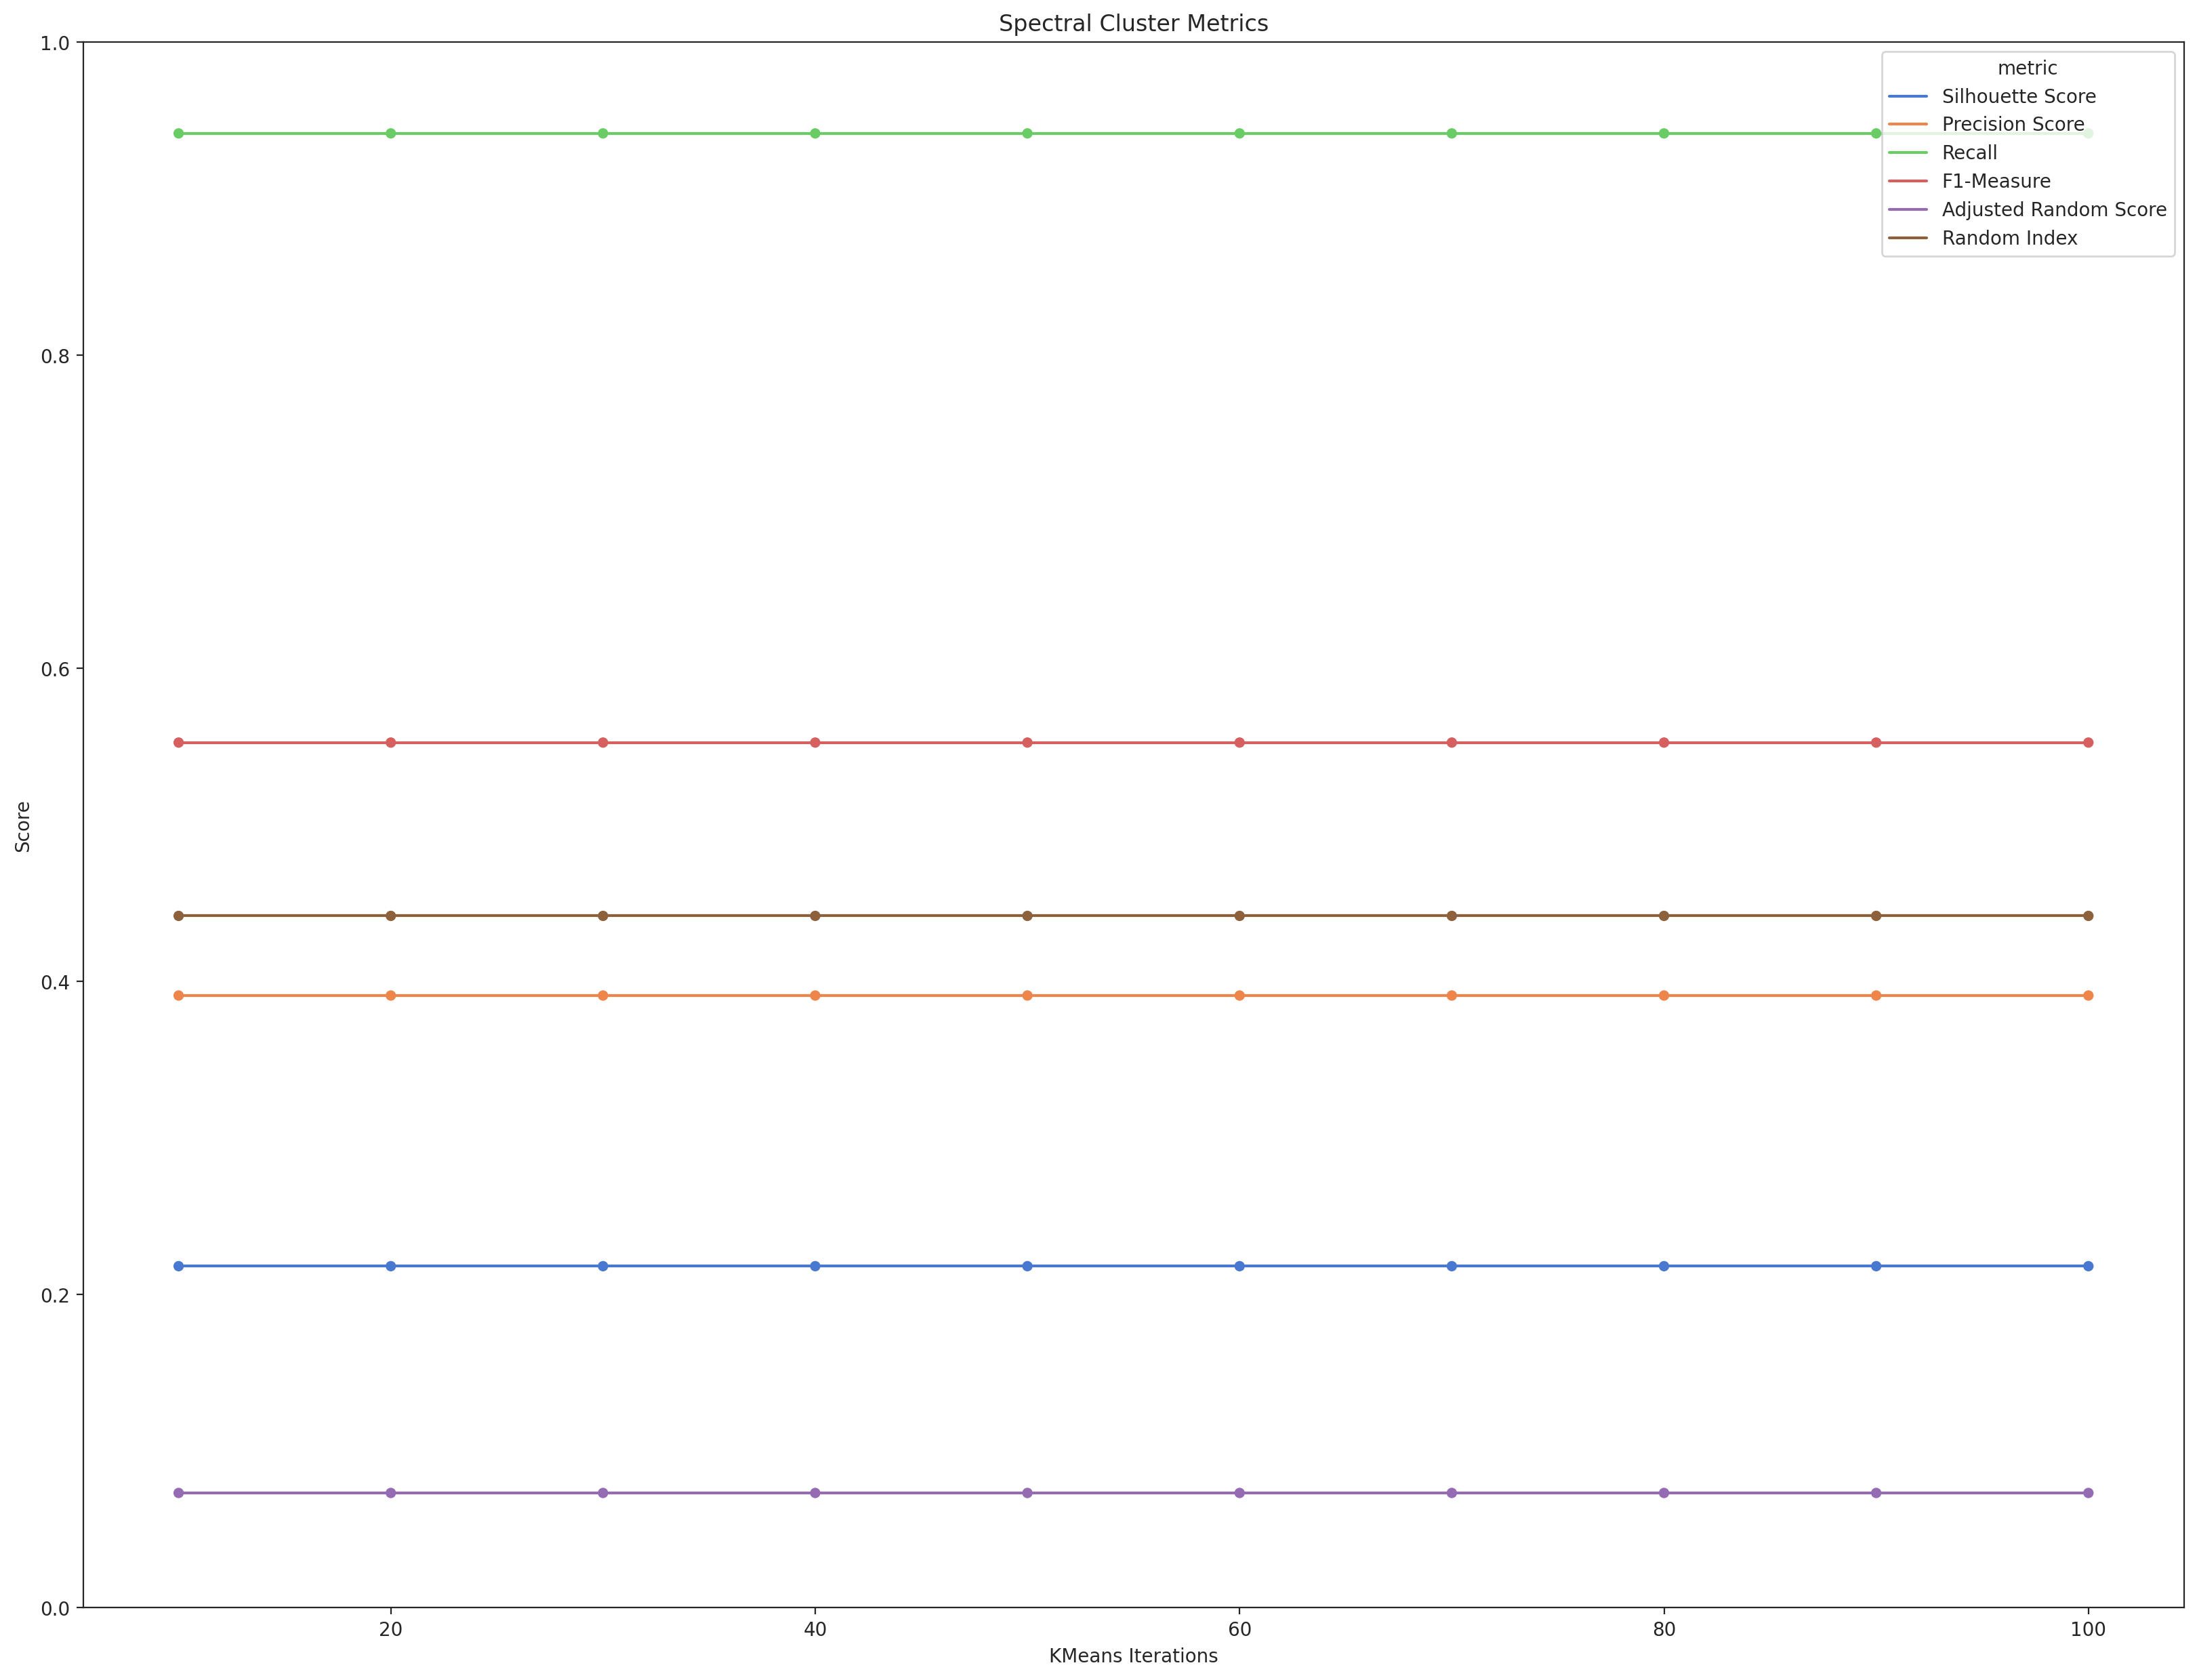 Spectral Cluster Metrics
1.0
0.8
0.6
0.4
0.2
0.0
Score
metric
Silhouette Score
Precision Score
Recall
F1-Measure
Adjusted Random Score
Random Index
20 40 60 80 100
KMeans Iterations